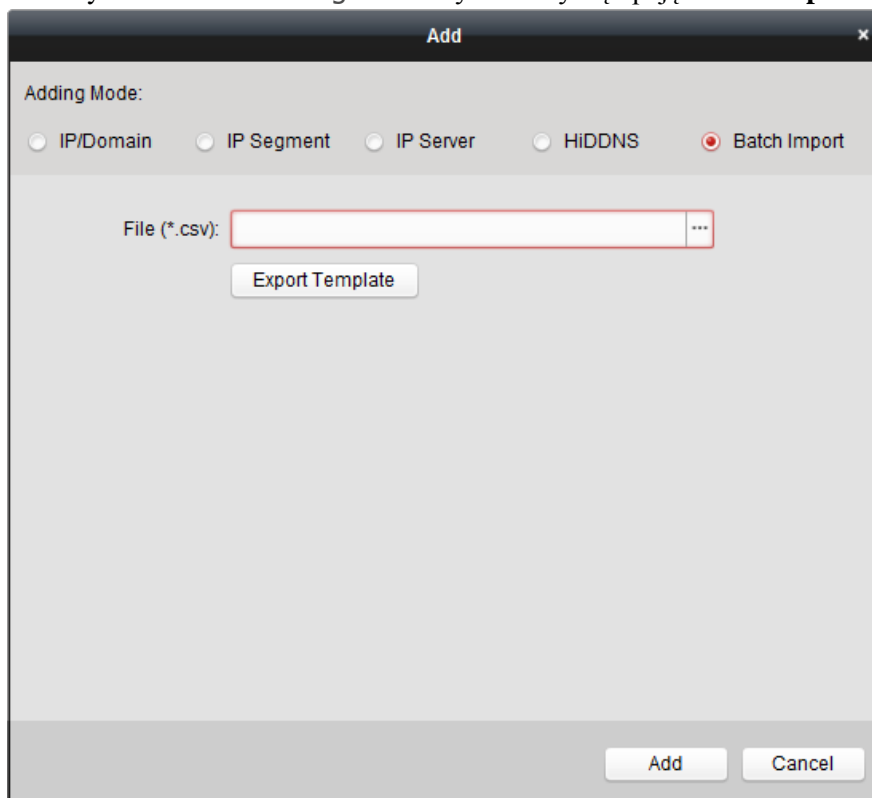 Add ×
Adding Mode:
IP/Domain IP Segment IP Server HiDDNS Batch Import
File (*.csv): ...
Export Template
Add Cancel